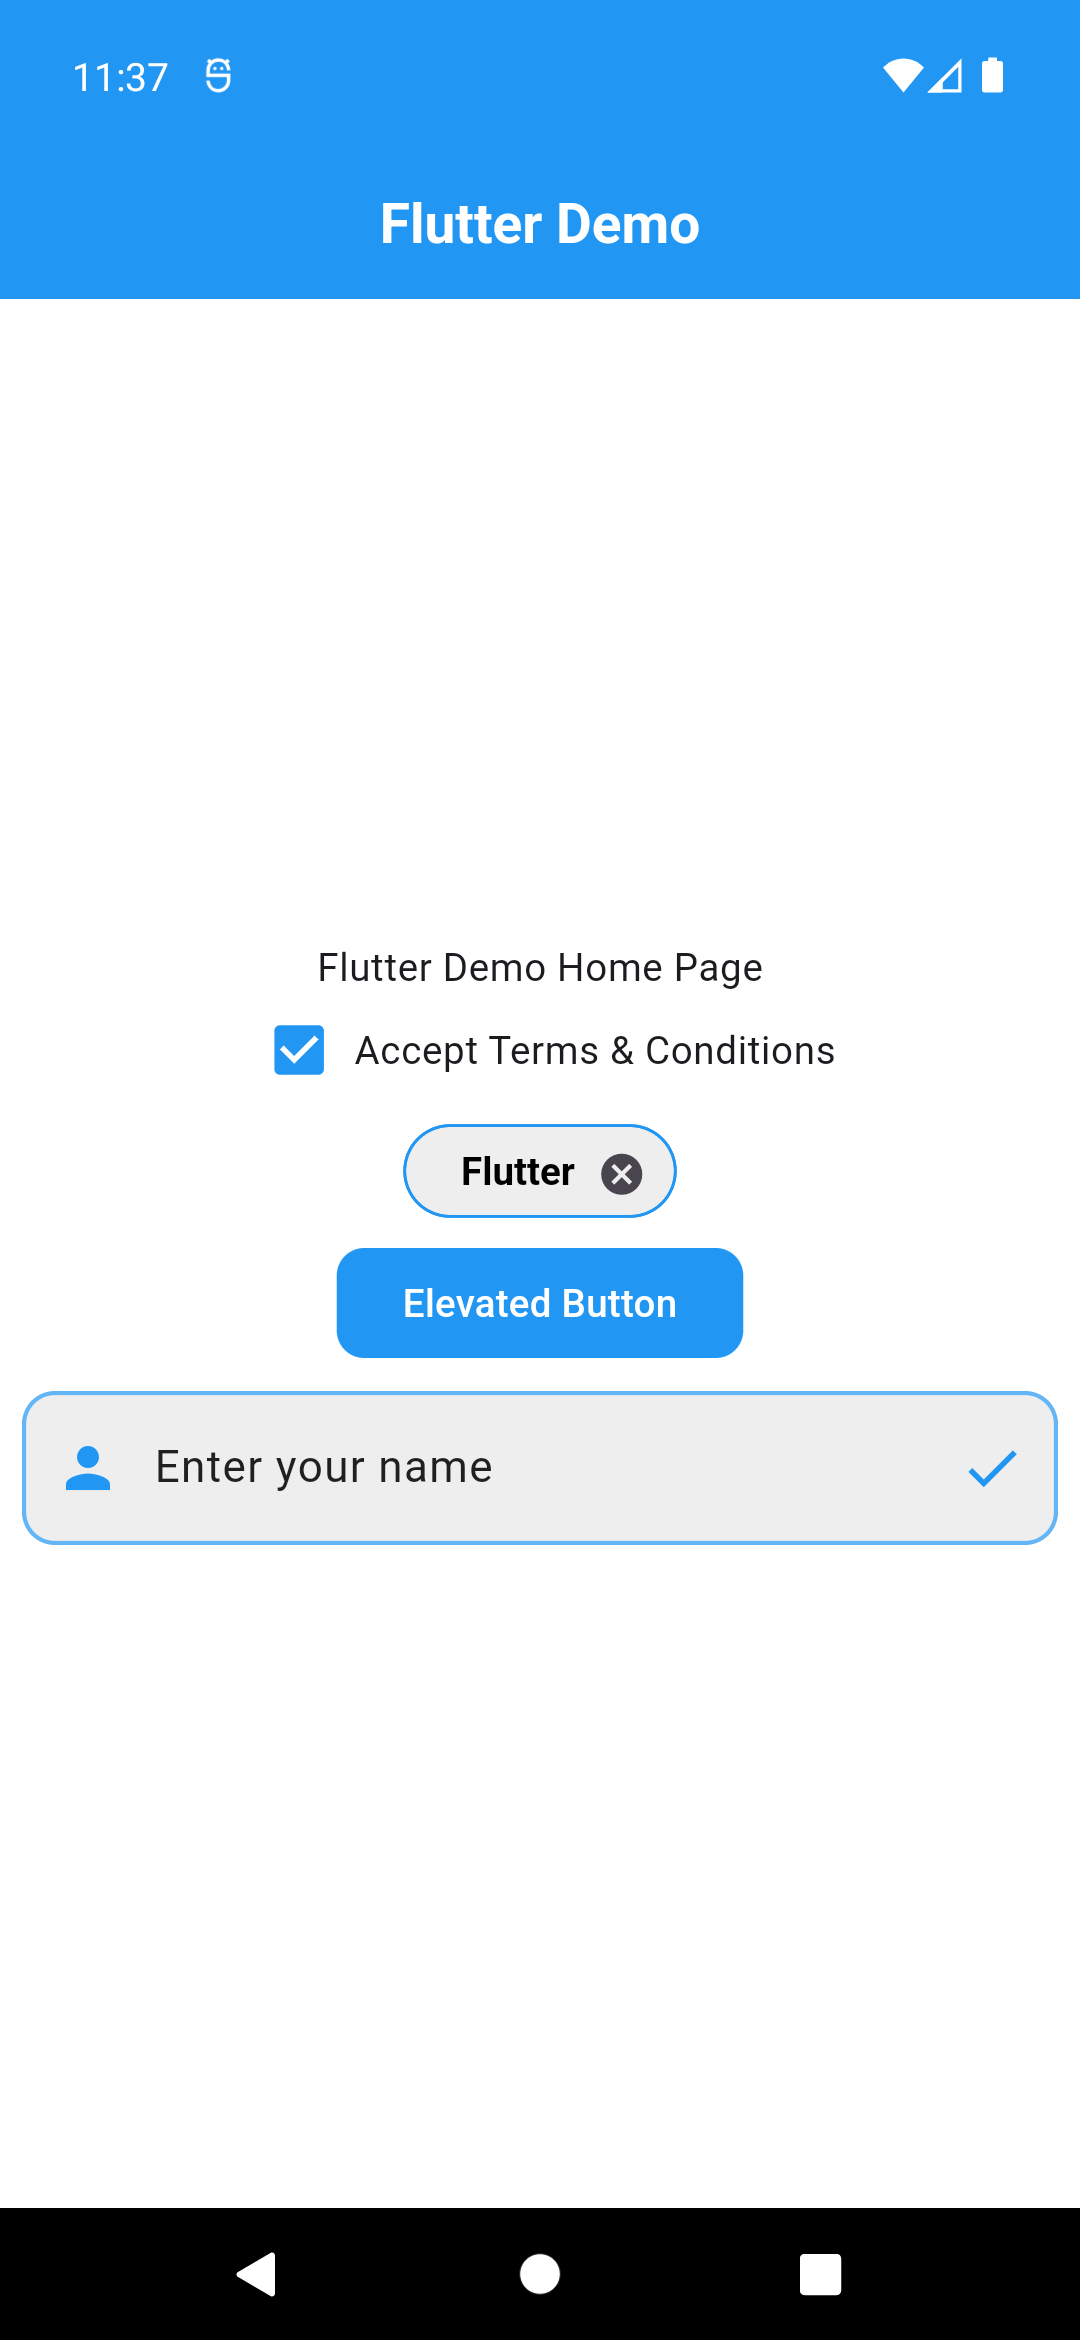 11:37
Flutter Demo
Flutter Demo Home Page
Accept Terms & Conditions
Flutter
Elevated Button
Enter your name